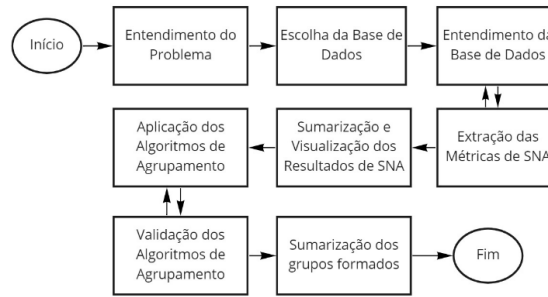 Início
Entendimento do
Problema
Escolha da Base de
Dados
Entendimento da
Base de Dados
Aplicação dos
Algoritmos de
Agrupamento
Sumarização e
Visualização dos
Resultados de SNA
Extração das
Métricas de SNA
Validação dos
Algoritmos de
Agrupamento
Sumarização dos
grupos formados
Fim